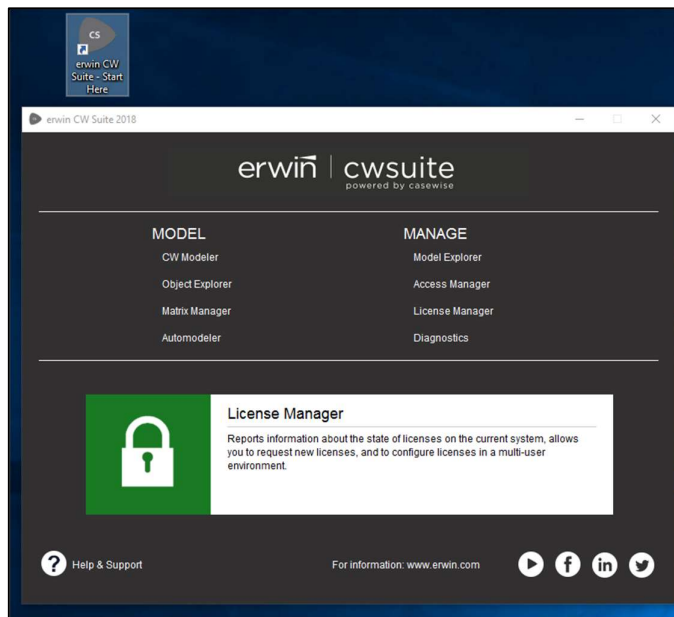 CS
erwin CW
Suite - Start
Here
erwin CW Suite 2018
erwin | cwsuite
powered by casewise
MODEL
CW Modeler
Object Explorer
Matrix Manager
Automodeler
MANAGE
Model Explorer
Access Manager
License Manager
Diagnostics
License Manager
Reports information about the state of licenses on the current system, allows
you to request new licenses, and to configure licenses in a multi-user
environment.
? Help & Support
For information: www.erwin.com
f
in